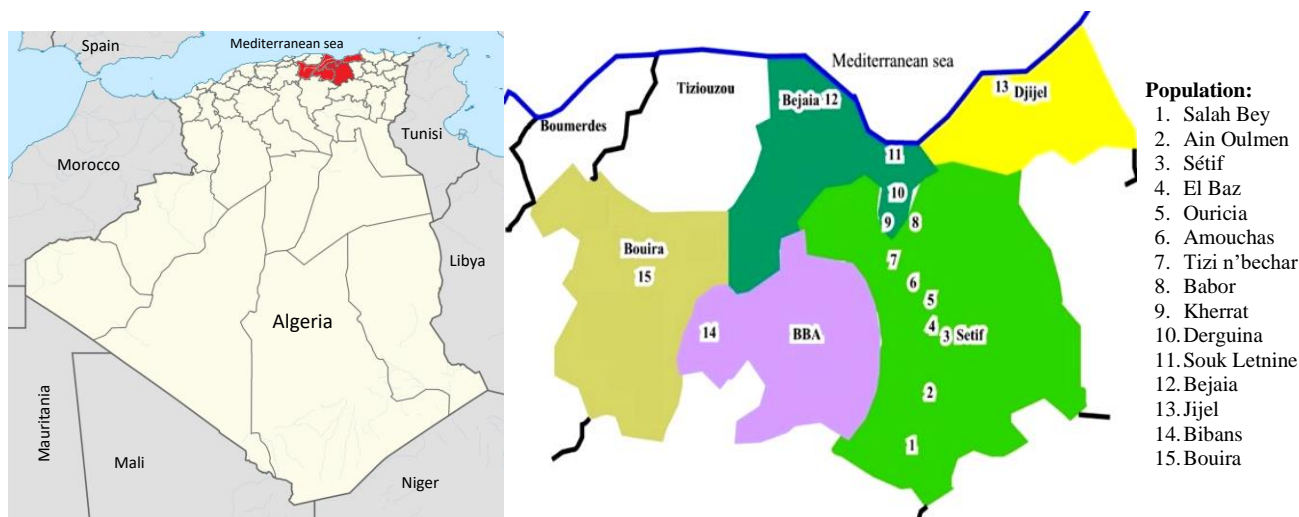 Spain
Mediterranean sea
Tunisi
Morocco
Algeria
Libya
Mauritania
Mali
Niger
Mediterranean sea
Tiziouzou
Bejaia 12
13 Djijel
Boumerdes
11
10
9
8
Bouira
15
7
6
5
4
3 Setif
14
BBA
2
1
Population:
1. Salah Bey
2. Ain Oulmen
3. Sétif
4. El Baz
5. Ouricia
6. Amouchas
7. Tizi n’bechar
8. Babor
9. Kherrat
10. Derguina
11. Souk Letnine
12. Bejaia
13. Jijel
14. Bibans
15. Bouira